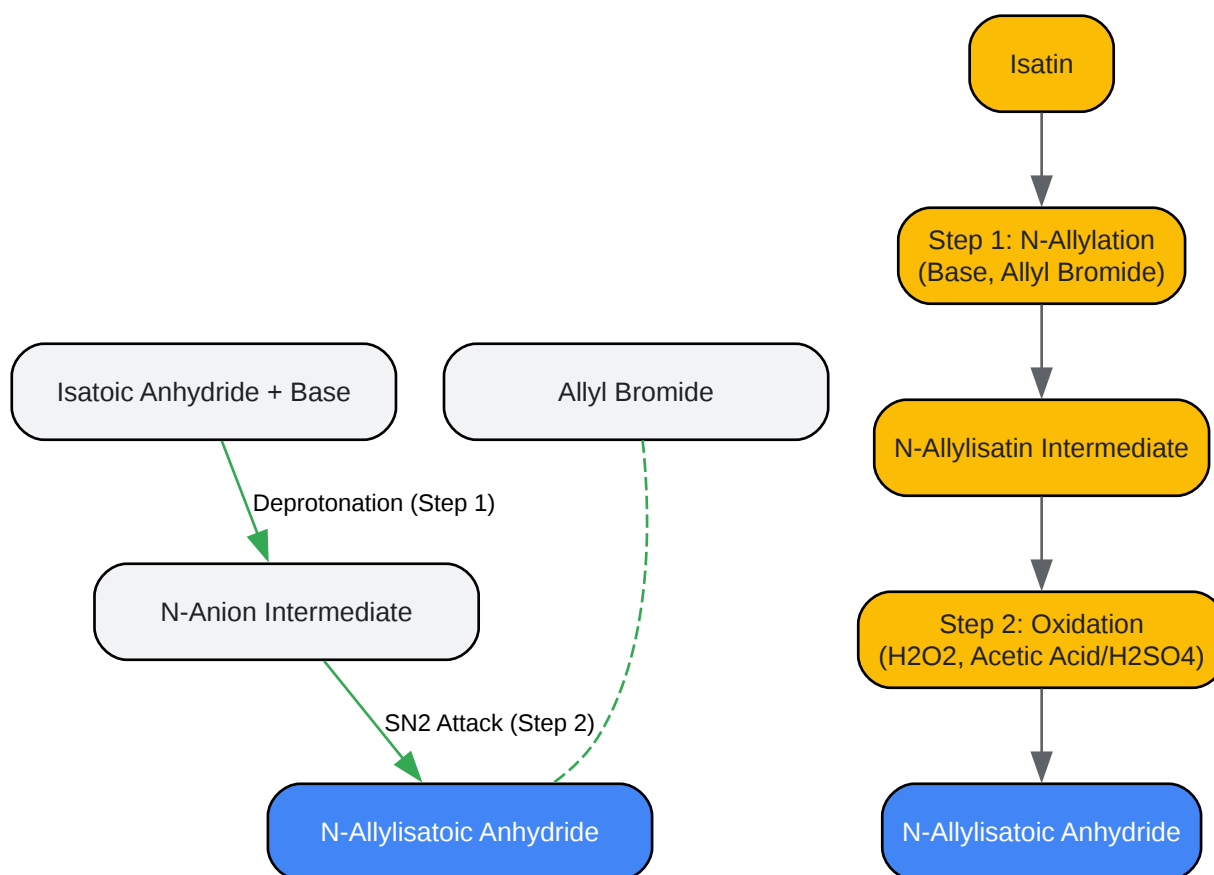 Isatin
Step 1: N-Allylation
(Base, Allyl Bromide)
Isatoic Anhydride + Base
Allyl Bromide
N-Allylisatin Intermediate
Deprotonation (Step 1)
N-Anion Intermediate
Step 2: Oxidation
(H2O2, Acetic Acid/H2SO4)
SN2 Attack (Step 2)
N-Allylisatoic Anhydride
N-Allylisatoic Anhydride